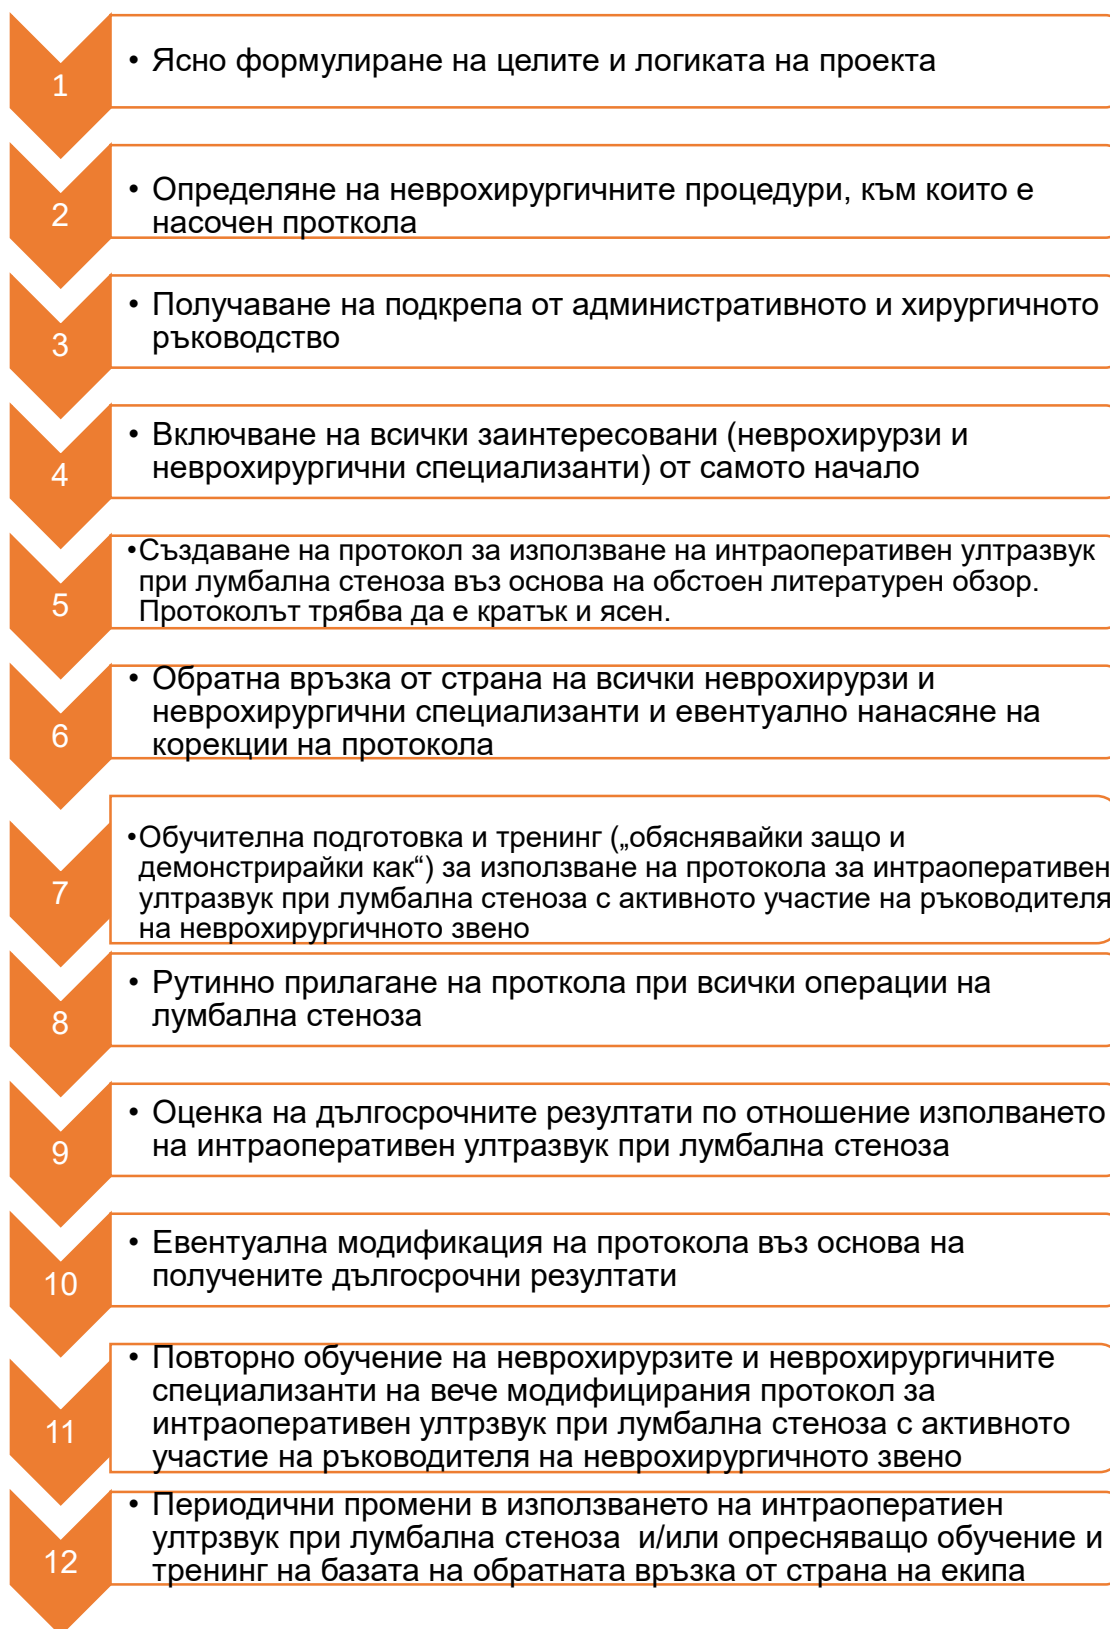 1
• Ясно формулиране на целите и логиката на проекта
2
• Определяне на неврохирургичните процедури, към които е
насочен проткола
3
• Получаване на подкрепа от административното и хирургичното
ръководство
4
• Включване на всички заинтересовани (неврохирурзи и
неврохирургични специализанти) от самото начало
5
•Създаване на протокол за използване на интраоперативен ултразвук
при лумбална стеноза въз основа на обстоен литературен обзор.
Протоколът трябва да е кратък и ясен.
6
• Обратна връзка от страна на всички неврохирурзи и
неврохирургични специализанти и евентуално нанасяне на
корекции на протокола
7
•Обучителна подготовка и тренинг („обяснявайки защо и
демонстрирайки как“) за използване на протокола за интраоперативен
ултразвук при лумбална стеноза с активното участие на ръководителя
на неврохирургичното звено
8
• Рутинно прилагане на проткола при всички операции на
лумбална стеноза
9
• Оценка на дългосрочните резултати по отношение изполването
на интраоперативен ултразвук при лумбална стеноза
10
• Евентуална модификация на протокола въз основа на
получените дългосрочни резултати
11
• Повторно обучение на неврохирурзите и неврохирургичните
специализанти на вече модифицирания протокол за
интраоперативен ултрзвук при лумбална стеноза с активното
участие на ръководителя на неврохирургичното звено
12
• Периодични промени в използването на интраоператиен
ултрзвук при лумбална стеноза и/или опресняващо обучение и
тренинг на базата на обратната връзка от страна на екипа